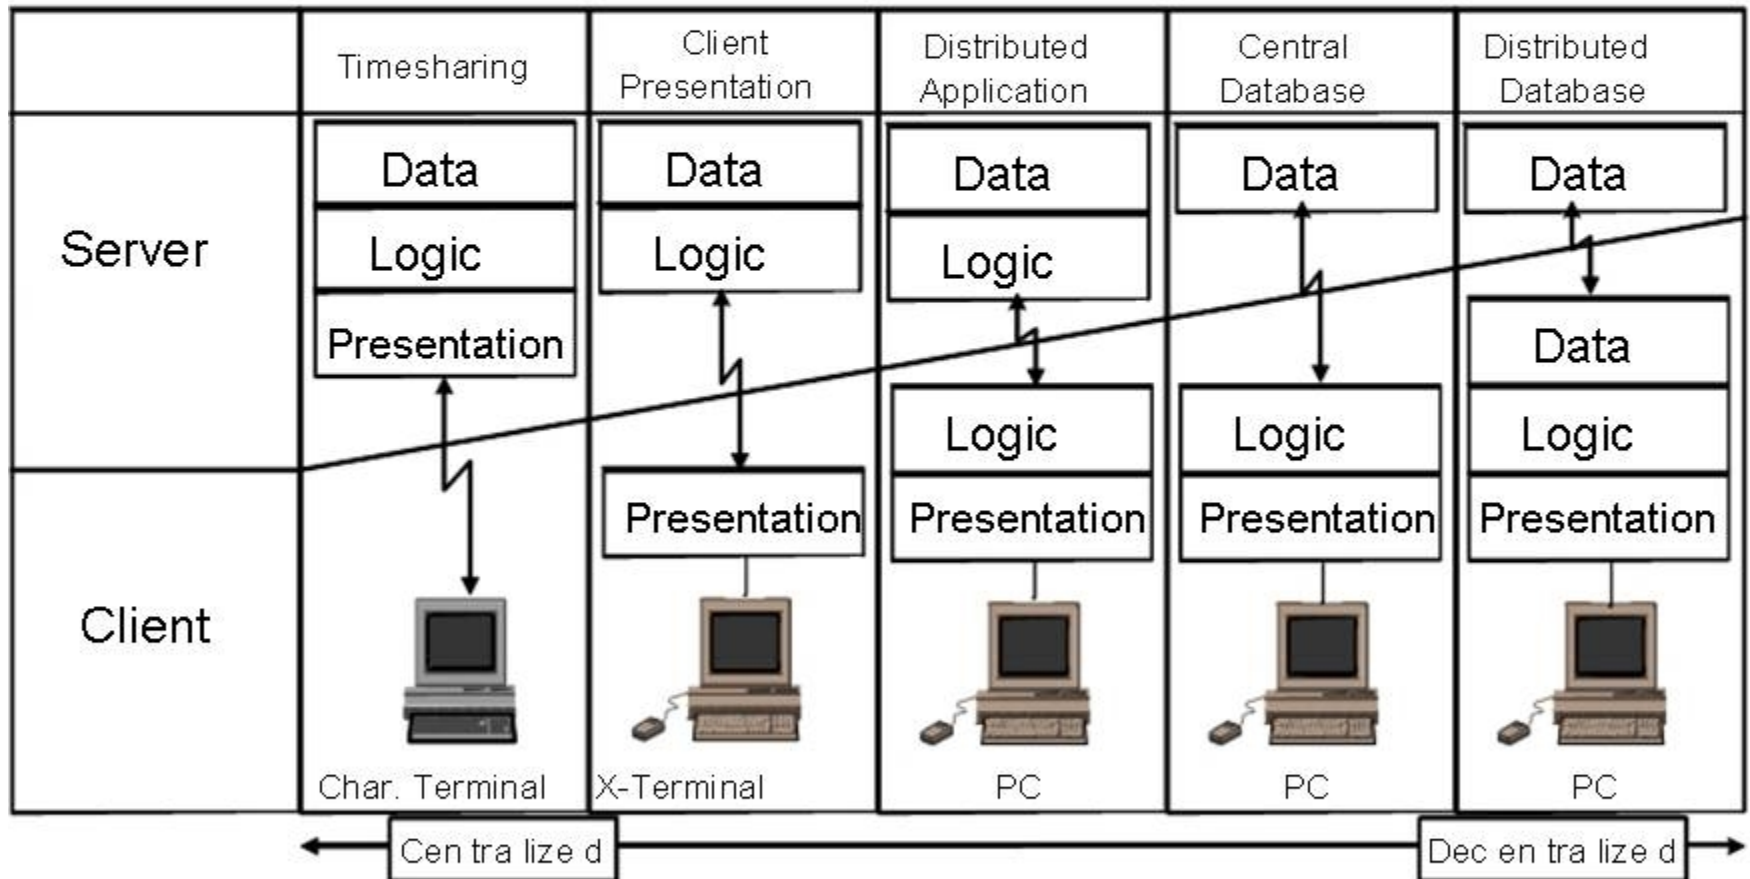 Timesharing
Client
Presentation
Distributed
Application
Central
Database
Distributed
Database
Server
Data
Logic
Presentation
Data
Logic
Data
Logic
Data
Data
Client
Presentation
Logic
Presentation
Logic
Presentation
Data
Logic
Presentation
Char. Terminal
X-Terminal
PC
PC
PC
Cen tra lize d
Dec en tra lize d